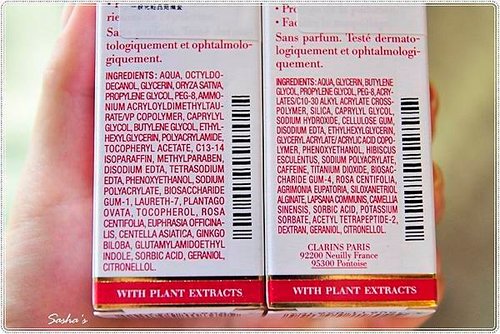 • Pr
rie
Sa
tologiquement et ophtalmolo-
giquement.
INGREDIENTS: AQUA, OCTYLDO-
DECANOL, GLYCERIN, ORYZA SATIVA,
PROPYLENE GLYCOL, PEG-8, AMMO-
NIUM ACRYLOYLDIMETHYLTAU-
RATE/VP COPOLYMER, CAPRYLYL
GLYCOL, BUTYLENE GLYCOL, ETHYL-
HEXYLGLYCERIN, POLYACRYLAMIDE,
TOCOPHERYL ACETATE, C13-14
ISOPARAFFIN, METHYLPARABEN,
DISODIUM EDTA, TETRASODIUM
EDTA, PHENOXYETHANOL, SODIUM
POLYACRYLATE, BIOSACCHARIDE
GUM-1, LAURETH-7, PLANTAGO
OVATA, TOCOPHEROL, ROSA
CENTIFOLIA, EUPHRASIA OFFICINA-
LIS, CENTELLA ASIATICA, GINKGO
BILOBA, GLUTAMYLAMIDOETHYL
INDOLE, SORBIC ACID, GERANIOL,
CITRONELLOL.
WITH PLANT EXTRACTS
• Pr
• Fac
Sans parfum. Testé dermato-
logiquement et ophtalmologi-
quement.
INGREDIENTS: AQUA, GLYCERIN, BUTYLENE
GLYCOL, PROPYLENE GLYCOL, PEG-8, ACRY-
LATES/C10-30 ALKYL ACRYLATE CROSS-
POLYMER, SILICA, CAPRYLYL GLYCOL,
SODIUM HYDROXIDE, CELLULOSE GUM,
DISODIUM EDTA, ETHYLHEXYLGLYCERIN,
GLYCERYL ACRYLATE/ACRYLIC ACID COPO-
LYMER, PHENOXYETHANOL, HIBISCUS
ESCULENTUS, SODIUM POLYACRYLATE,
CAFFEINE, TITANIUM DIOXIDE, BIOSAC-
CHARIDE GUM-4, ROSA CENTIFOLIA,
AGRIMONIA EUPATORIA, SILOXANETRIOL
ALGINATE, LAPSANA COMMUNIS, CAMELLIA
SINENSIS, SORBIC ACID, POTASSIUM
SORBATE, ACETYL TETRAPEPTIDE-2,
DEXTRAN, GERANIOL, CITRONELLOL.
CLARINS PARIS
92200 Neuilly France
95300 Pontoise
WITH PLANT EXTRACTS
Sasha's